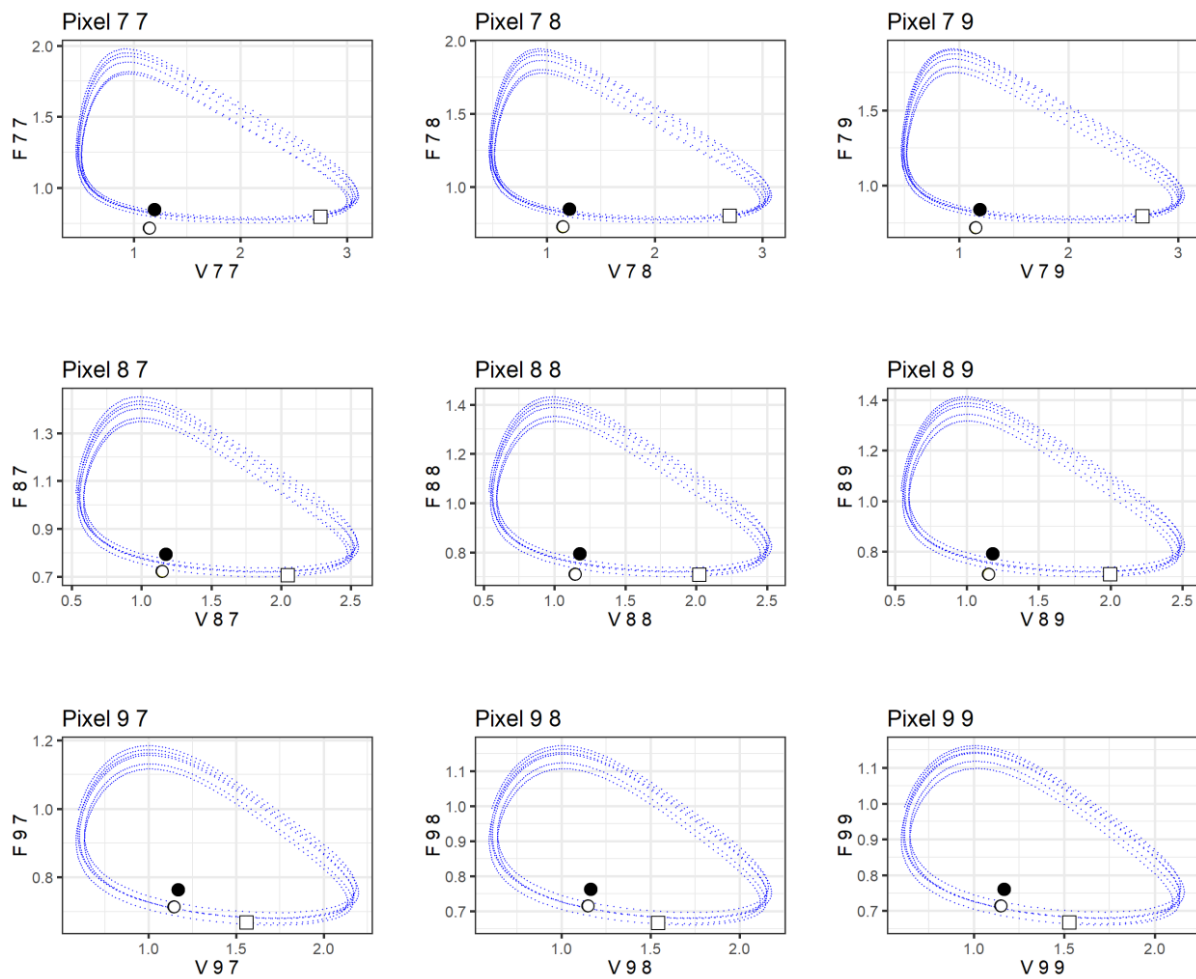 Pixel 7 7
2.0
1.5
1.0
F 7 7
1
2
3
V 7 7
Pixel 7 8
2.0
1.5
1.0
F 7 8
1
2
3
V 7 8
Pixel 7 9
1.5
1.0
F 7 9
1
2
3
V 7 9
Pixel 8 7
1.3
1.1
0.9
0.7
F 8 7
0.5
1.0
1.5
2.0
2.5
V 8 7
Pixel 8 8
1.4
1.2
1.0
0.8
F 8 8
0.5
1.0
1.5
2.0
2.5
V 8 8
Pixel 8 9
1.4
1.2
1.0
0.8
F 8 9
0.5
1.0
1.5
2.0
2.5
V 8 9
Pixel 9 7
1.2
1.0
0.8
F 9 7
1.0
1.5
2.0
V 9 7
Pixel 9 8
1.1
1.0
0.9
0.8
0.7
F 9 8
1.0
1.5
2.0
V 9 8
Pixel 9 9
1.1
1.0
0.9
0.8
0.7
F 9 9
1.0
1.5
2.0
V 9 9